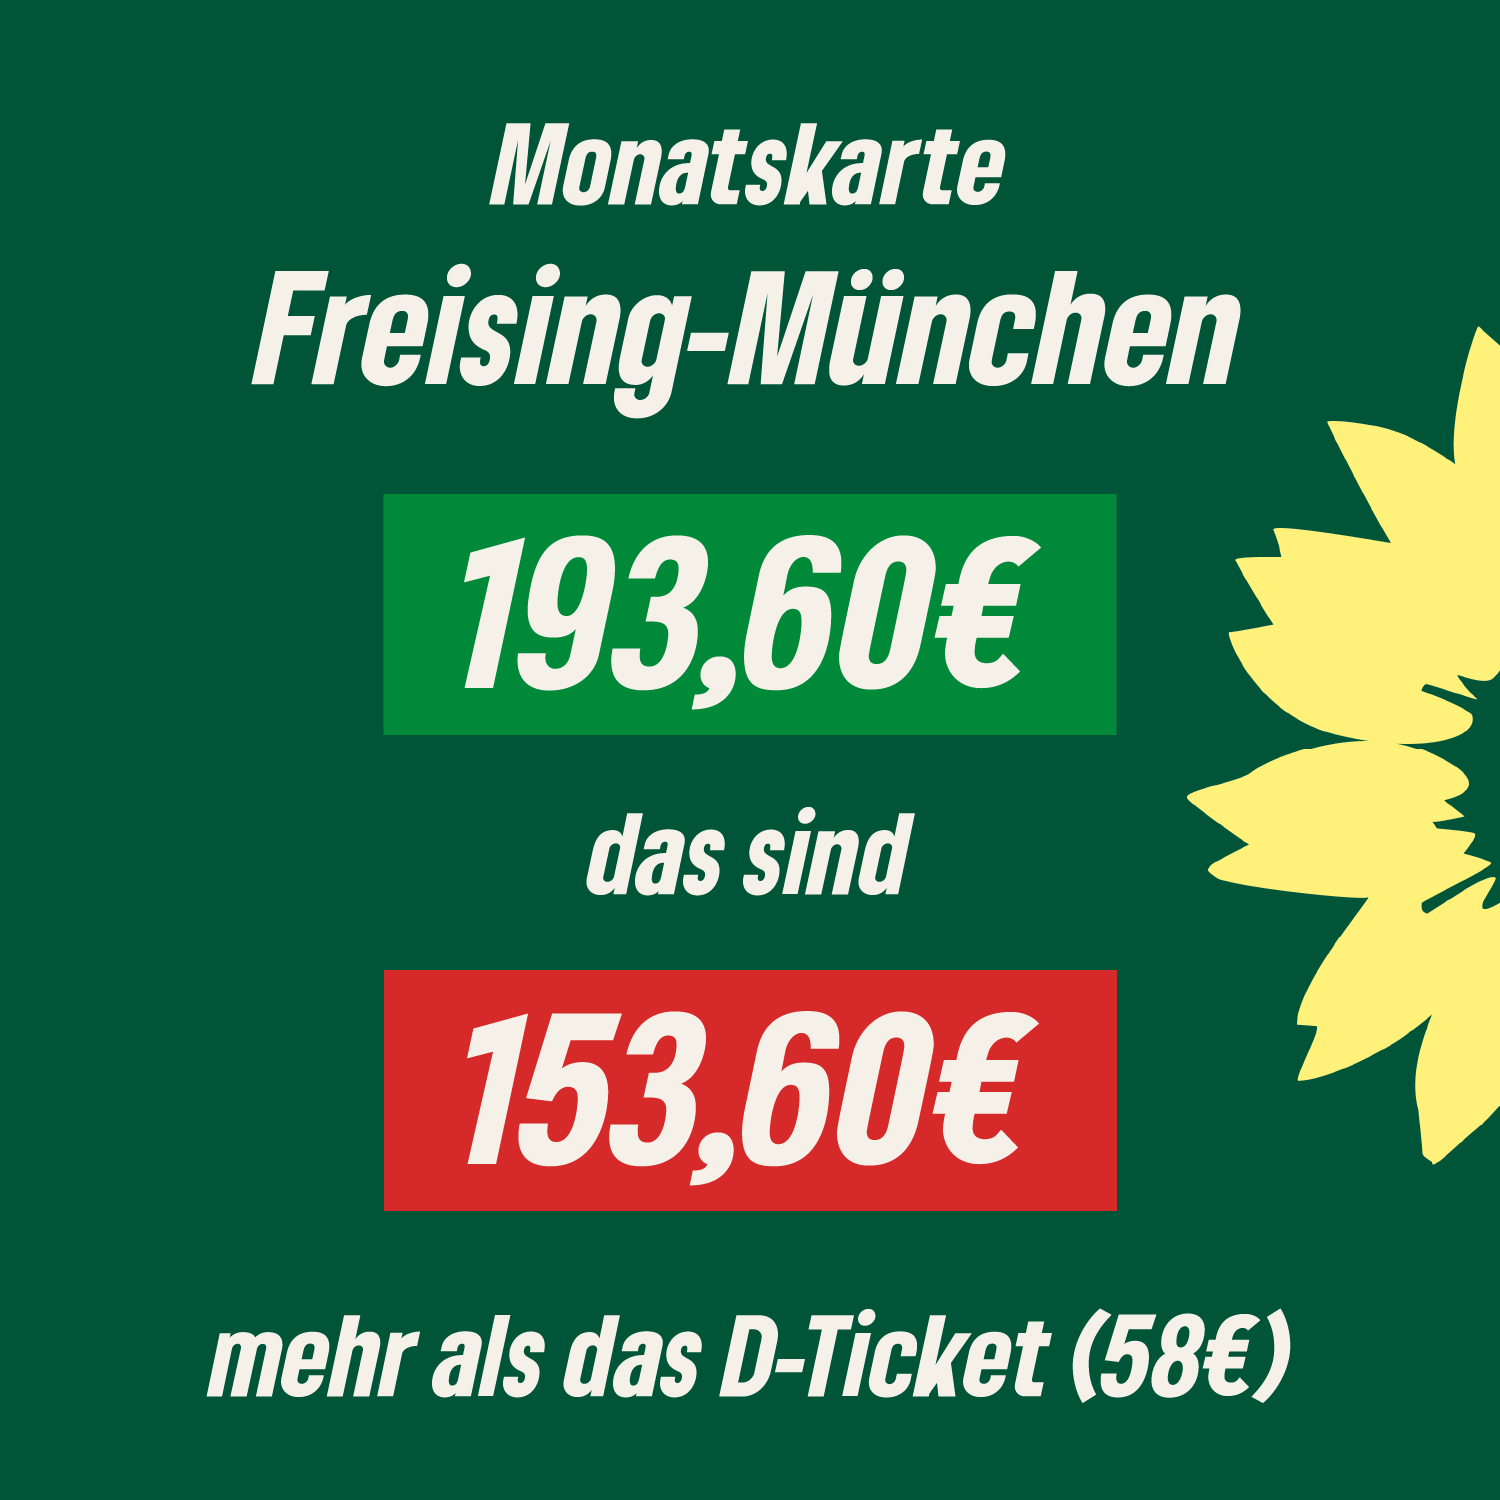 Monatskarte
Freising-München
193,60€
das sind
153,60€
mehr als das D-Ticket (58€)